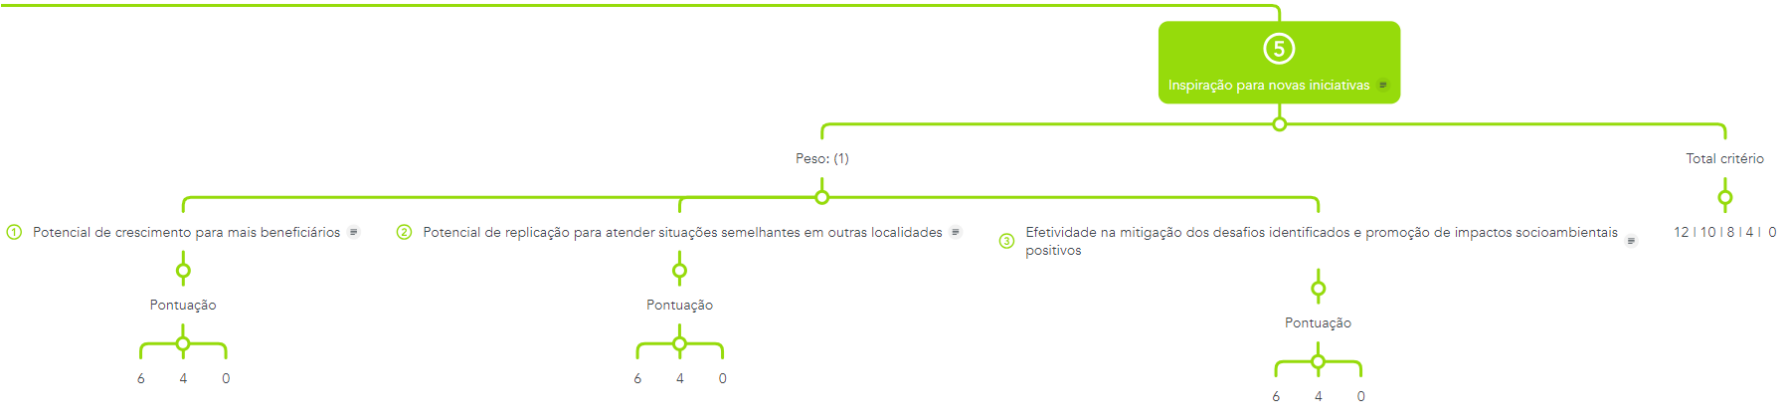 5
Inspiração para novas iniciativas
Peso: (1)
Total critério
1 Potencial de crescimento para mais beneficiários
2 Potencial de replicação para atender situações semelhantes em outras localidades
3 Efetividade na mitigação dos desafios identificados e promoção de impactos socioambientais
positivos
12 | 10 | 8 | 4 | 0
Pontuação
Pontuação
Pontuação
6 4 0
6 4 0
6 4 0